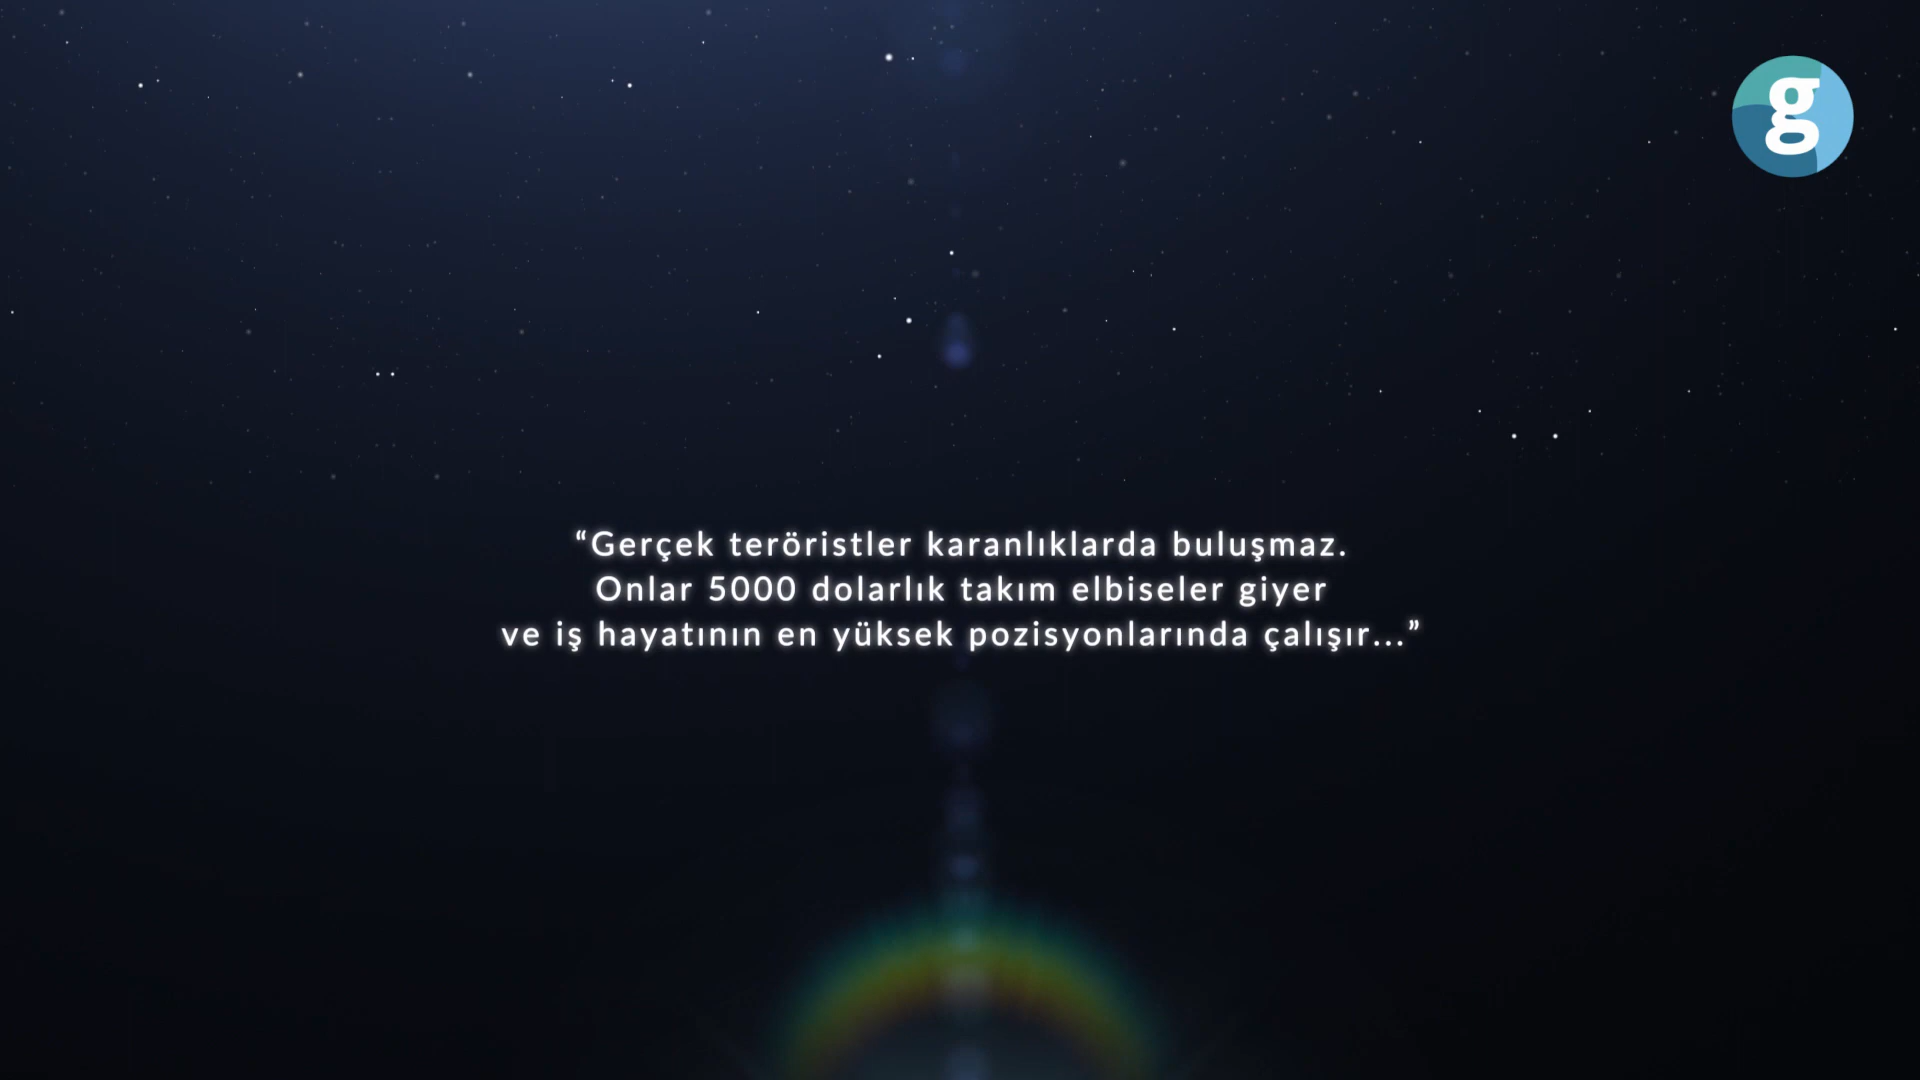 g
“Gerçek teröristler karanlıklarda buluşmaz.
Onlar 5000 dolarlık takım elbiseler giyer
ve iş hayatının en yüksek pozisyonlarında çalışır...”